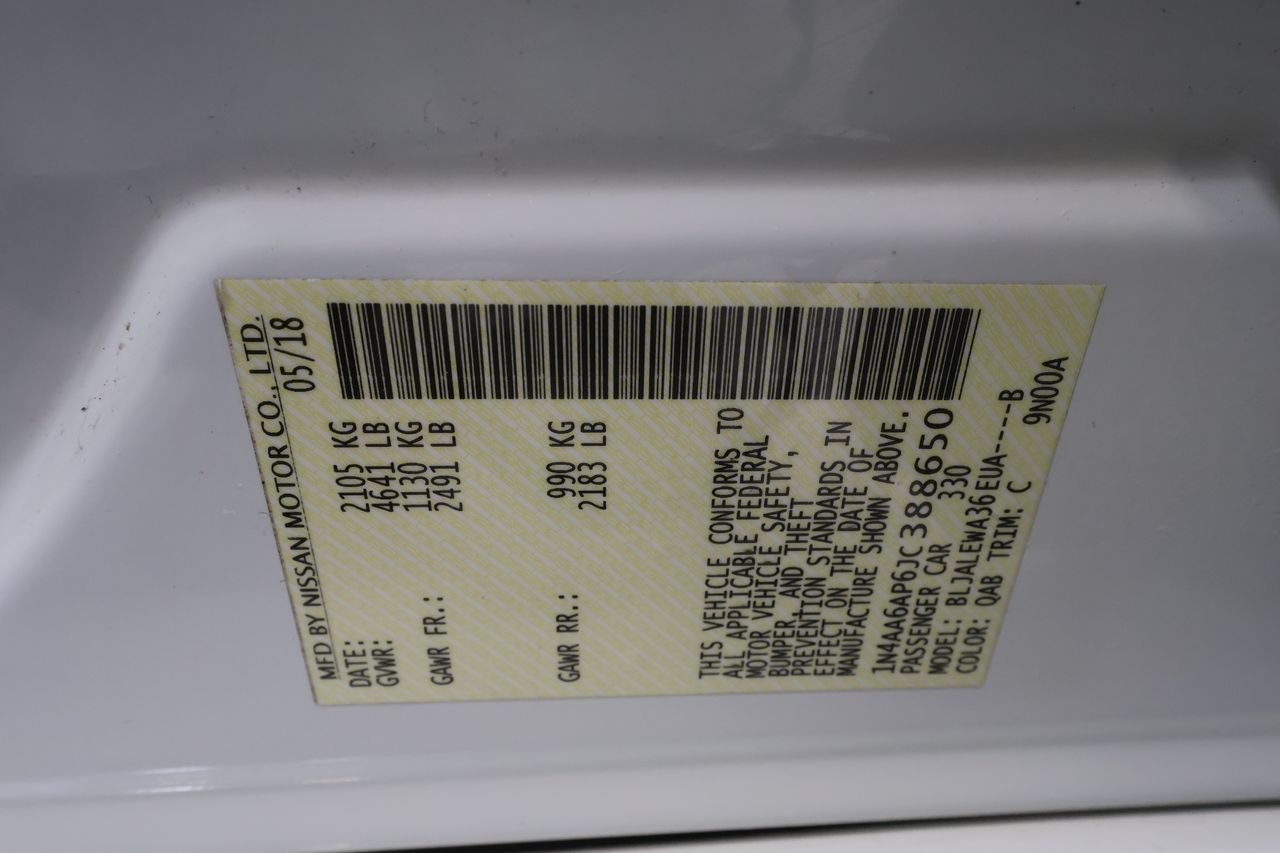 MFD BY NISSAN MOTOR CO., LTD.
DATE: 05/18
GVWR: 2105 KG
4641 LB
GAWR FR.: 1130 KG
2491 LB
GAWR RR.: 990 KG
2183 LB
THIS VEHICLE CONFORMS TO
ALL APPLICABLE FEDERAL
MOTOR VEHICLE SAFETY,
BUMPER, AND THEFT
PREVENTION STANDARDS IN
EFFECT ON THE DATE OF
MANUFACTURE SHOWN ABOVE.
1N4AA6AP6JC388650
PASSENGER CAR 330
MODEL: BLJALEWA36EUA----B
COLOR: QAB TRIM: C 9N00A